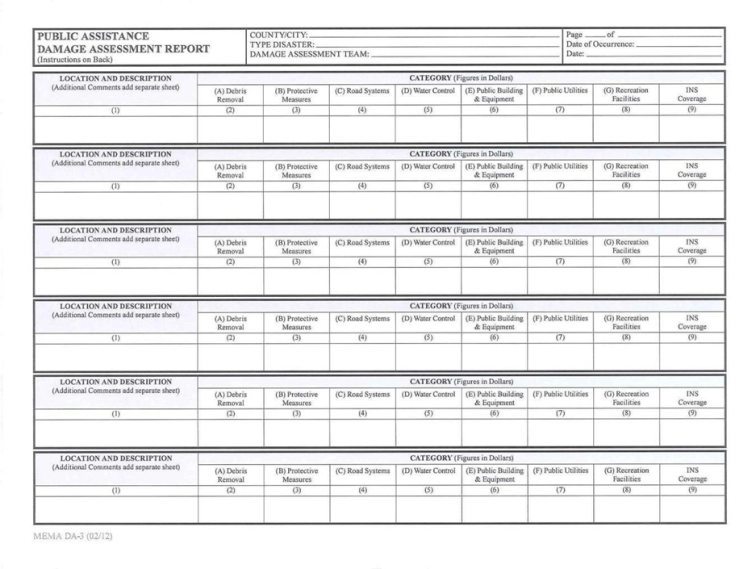 PUBLIC ASSISTANCE
DAMAGE ASSESSMENT REPORT
(Instructions on Back)
COUNTY/CITY:
TYPE DISASTER:
DAMAGE ASSESSMENT TEAM:
Page ____ of ____
Date of Occurrence:
Date:
LOCATION AND DESCRIPTION
(Additional Comments add separate sheet)
CATEGORY (Figures in Dollars)
(A) Debris Removal
(B) Protective Measures
(C) Road Systems
(D) Water Control
(E) Public Building & Equipment
(F) Public Utilities
(G) Recreation Facilities
INS Coverage
(1) (2) (3) (4) (5) (6) (7) (8) (9)
LOCATION AND DESCRIPTION
(Additional Comments add separate sheet)
CATEGORY (Figures in Dollars)
(A) Debris Removal
(B) Protective Measures
(C) Road Systems
(D) Water Control
(E) Public Building & Equipment
(F) Public Utilities
(G) Recreation Facilities
INS Coverage
(1) (2) (3) (4) (5) (6) (7) (8) (9)
LOCATION AND DESCRIPTION
(Additional Comments add separate sheet)
CATEGORY (Figures in Dollars)
(A) Debris Removal
(B) Protective Measures
(C) Road Systems
(D) Water Control
(E) Public Building & Equipment
(F) Public Utilities
(G) Recreation Facilities
INS Coverage
(1) (2) (3) (4) (5) (6) (7) (8) (9)
LOCATION AND DESCRIPTION
(Additional Comments add separate sheet)
CATEGORY (Figures in Dollars)
(A) Debris Removal
(B) Protective Measures
(C) Road Systems
(D) Water Control
(E) Public Building & Equipment
(F) Public Utilities
(G) Recreation Facilities
INS Coverage
(1) (2) (3) (4) (5) (6) (7) (8) (9)
LOCATION AND DESCRIPTION
(Additional Comments add separate sheet)
CATEGORY (Figures in Dollars)
(A) Debris Removal
(B) Protective Measures
(C) Road Systems
(D) Water Control
(E) Public Building & Equipment
(F) Public Utilities
(G) Recreation Facilities
INS Coverage
(1) (2) (3) (4) (5) (6) (7) (8) (9)
LOCATION AND DESCRIPTION
(Additional Comments add separate sheet)
CATEGORY (Figures in Dollars)
(A) Debris Removal
(B) Protective Measures
(C) Road Systems
(D) Water Control
(E) Public Building & Equipment
(F) Public Utilities
(G) Recreation Facilities
INS Coverage
(1) (2) (3) (4) (5) (6) (7) (8) (9)
MEMA DA-3 (02/12)